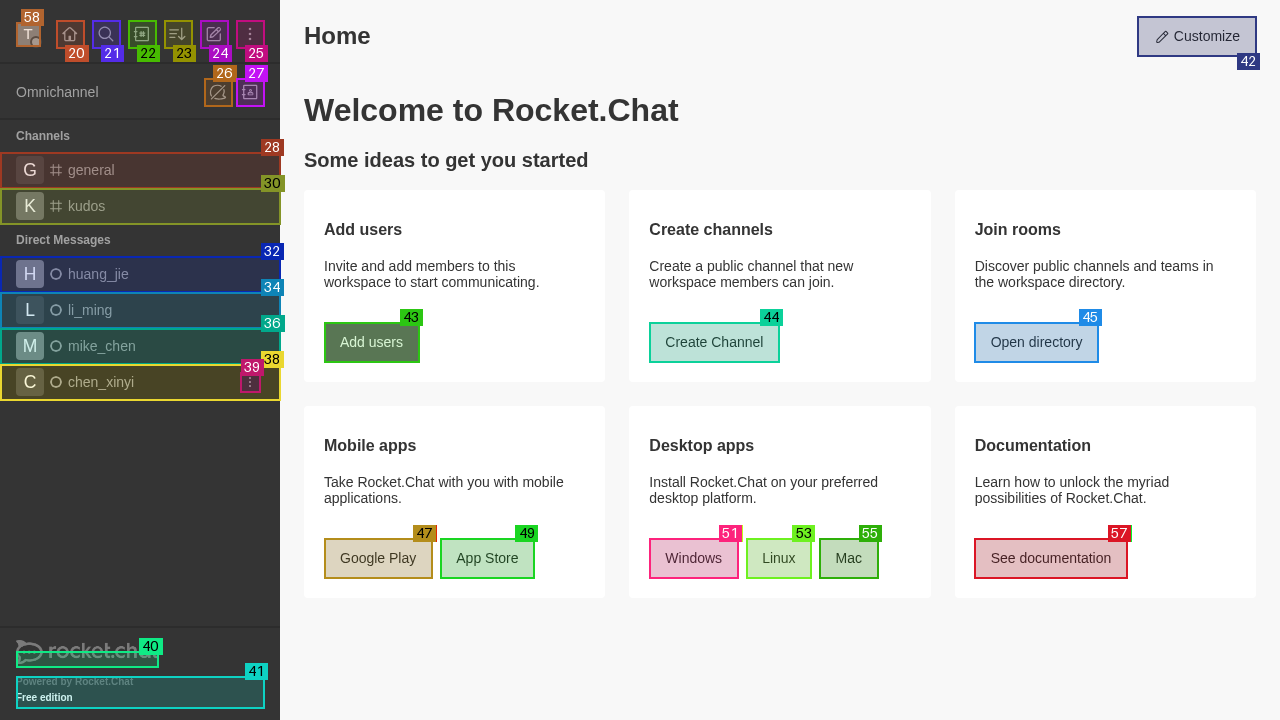 58
T
20
21
22
23
24
25
Home
Customize
42
Omnichannel
26
27
Channels
28
G general
30
K kudos
Direct Messages
32
H huang_jie
34
L li_ming
36
M mike_chen
38
39
C chen_xinyi
40
rocket.chat
41
Powered by Rocket.Chat
Free edition
Welcome to Rocket.Chat
Some ideas to get you started
Add users
Invite and add members to this
workspace to start communicating.
43
Add users
Create channels
Create a public channel that new
workspace members can join.
44
Create Channel
Join rooms
Discover public channels and teams in
the workspace directory.
45
Open directory
Mobile apps
Take Rocket.Chat with you with mobile
applications.
47
49
Google Play
App Store
Desktop apps
Install Rocket.Chat on your preferred
desktop platform.
51
53
55
Windows
Linux
Mac
Documentation
Learn how to unlock the myriad
possibilities of Rocket.Chat.
57
See documentation